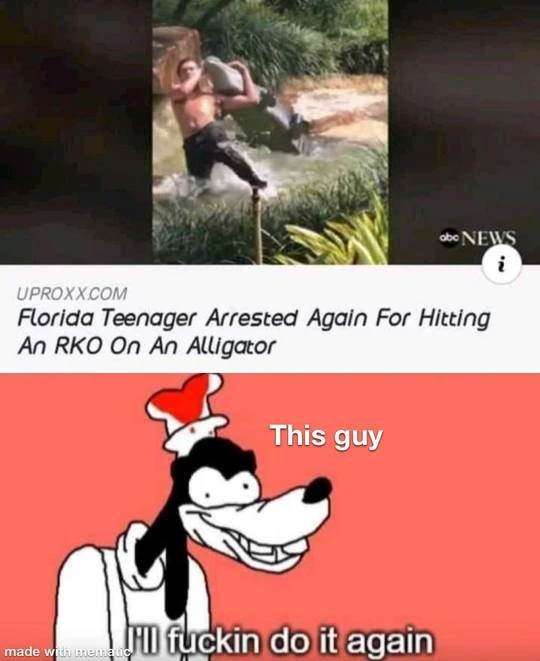 abc NEWS
i
UPROXX.COM
Florida Teenager Arrested Again For Hitting
An RKO On An Alligator
This guy
I'll fuckin do it again
made with mematic